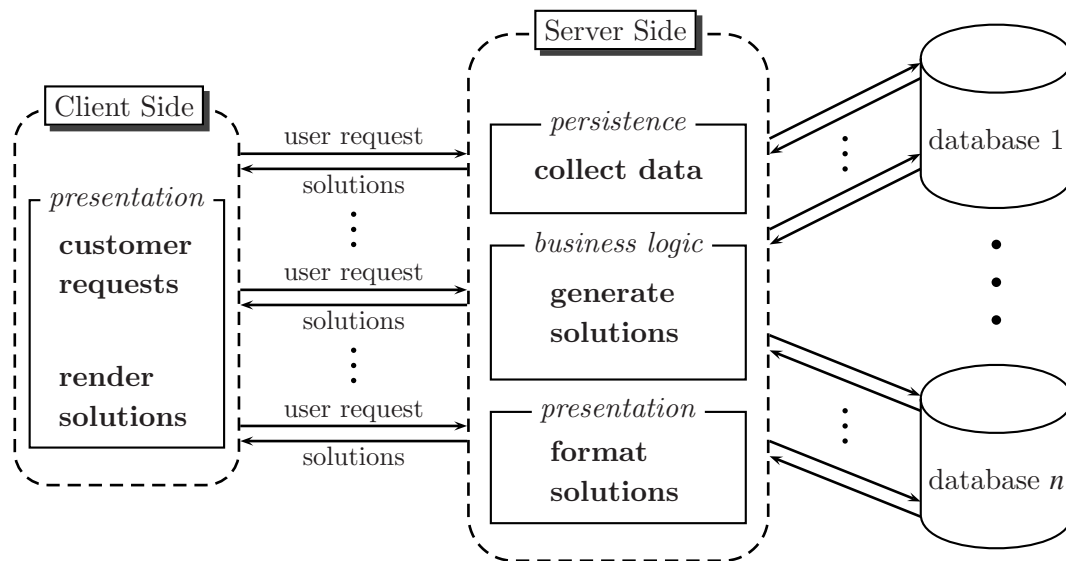 Client Side
presentation
customer
requests
render
solutions
user request
solutions
user request
solutions
user request
solutions
Server Side
persistence
collect data
business logic
generate
solutions
presentation
format
solutions
database 1
database n